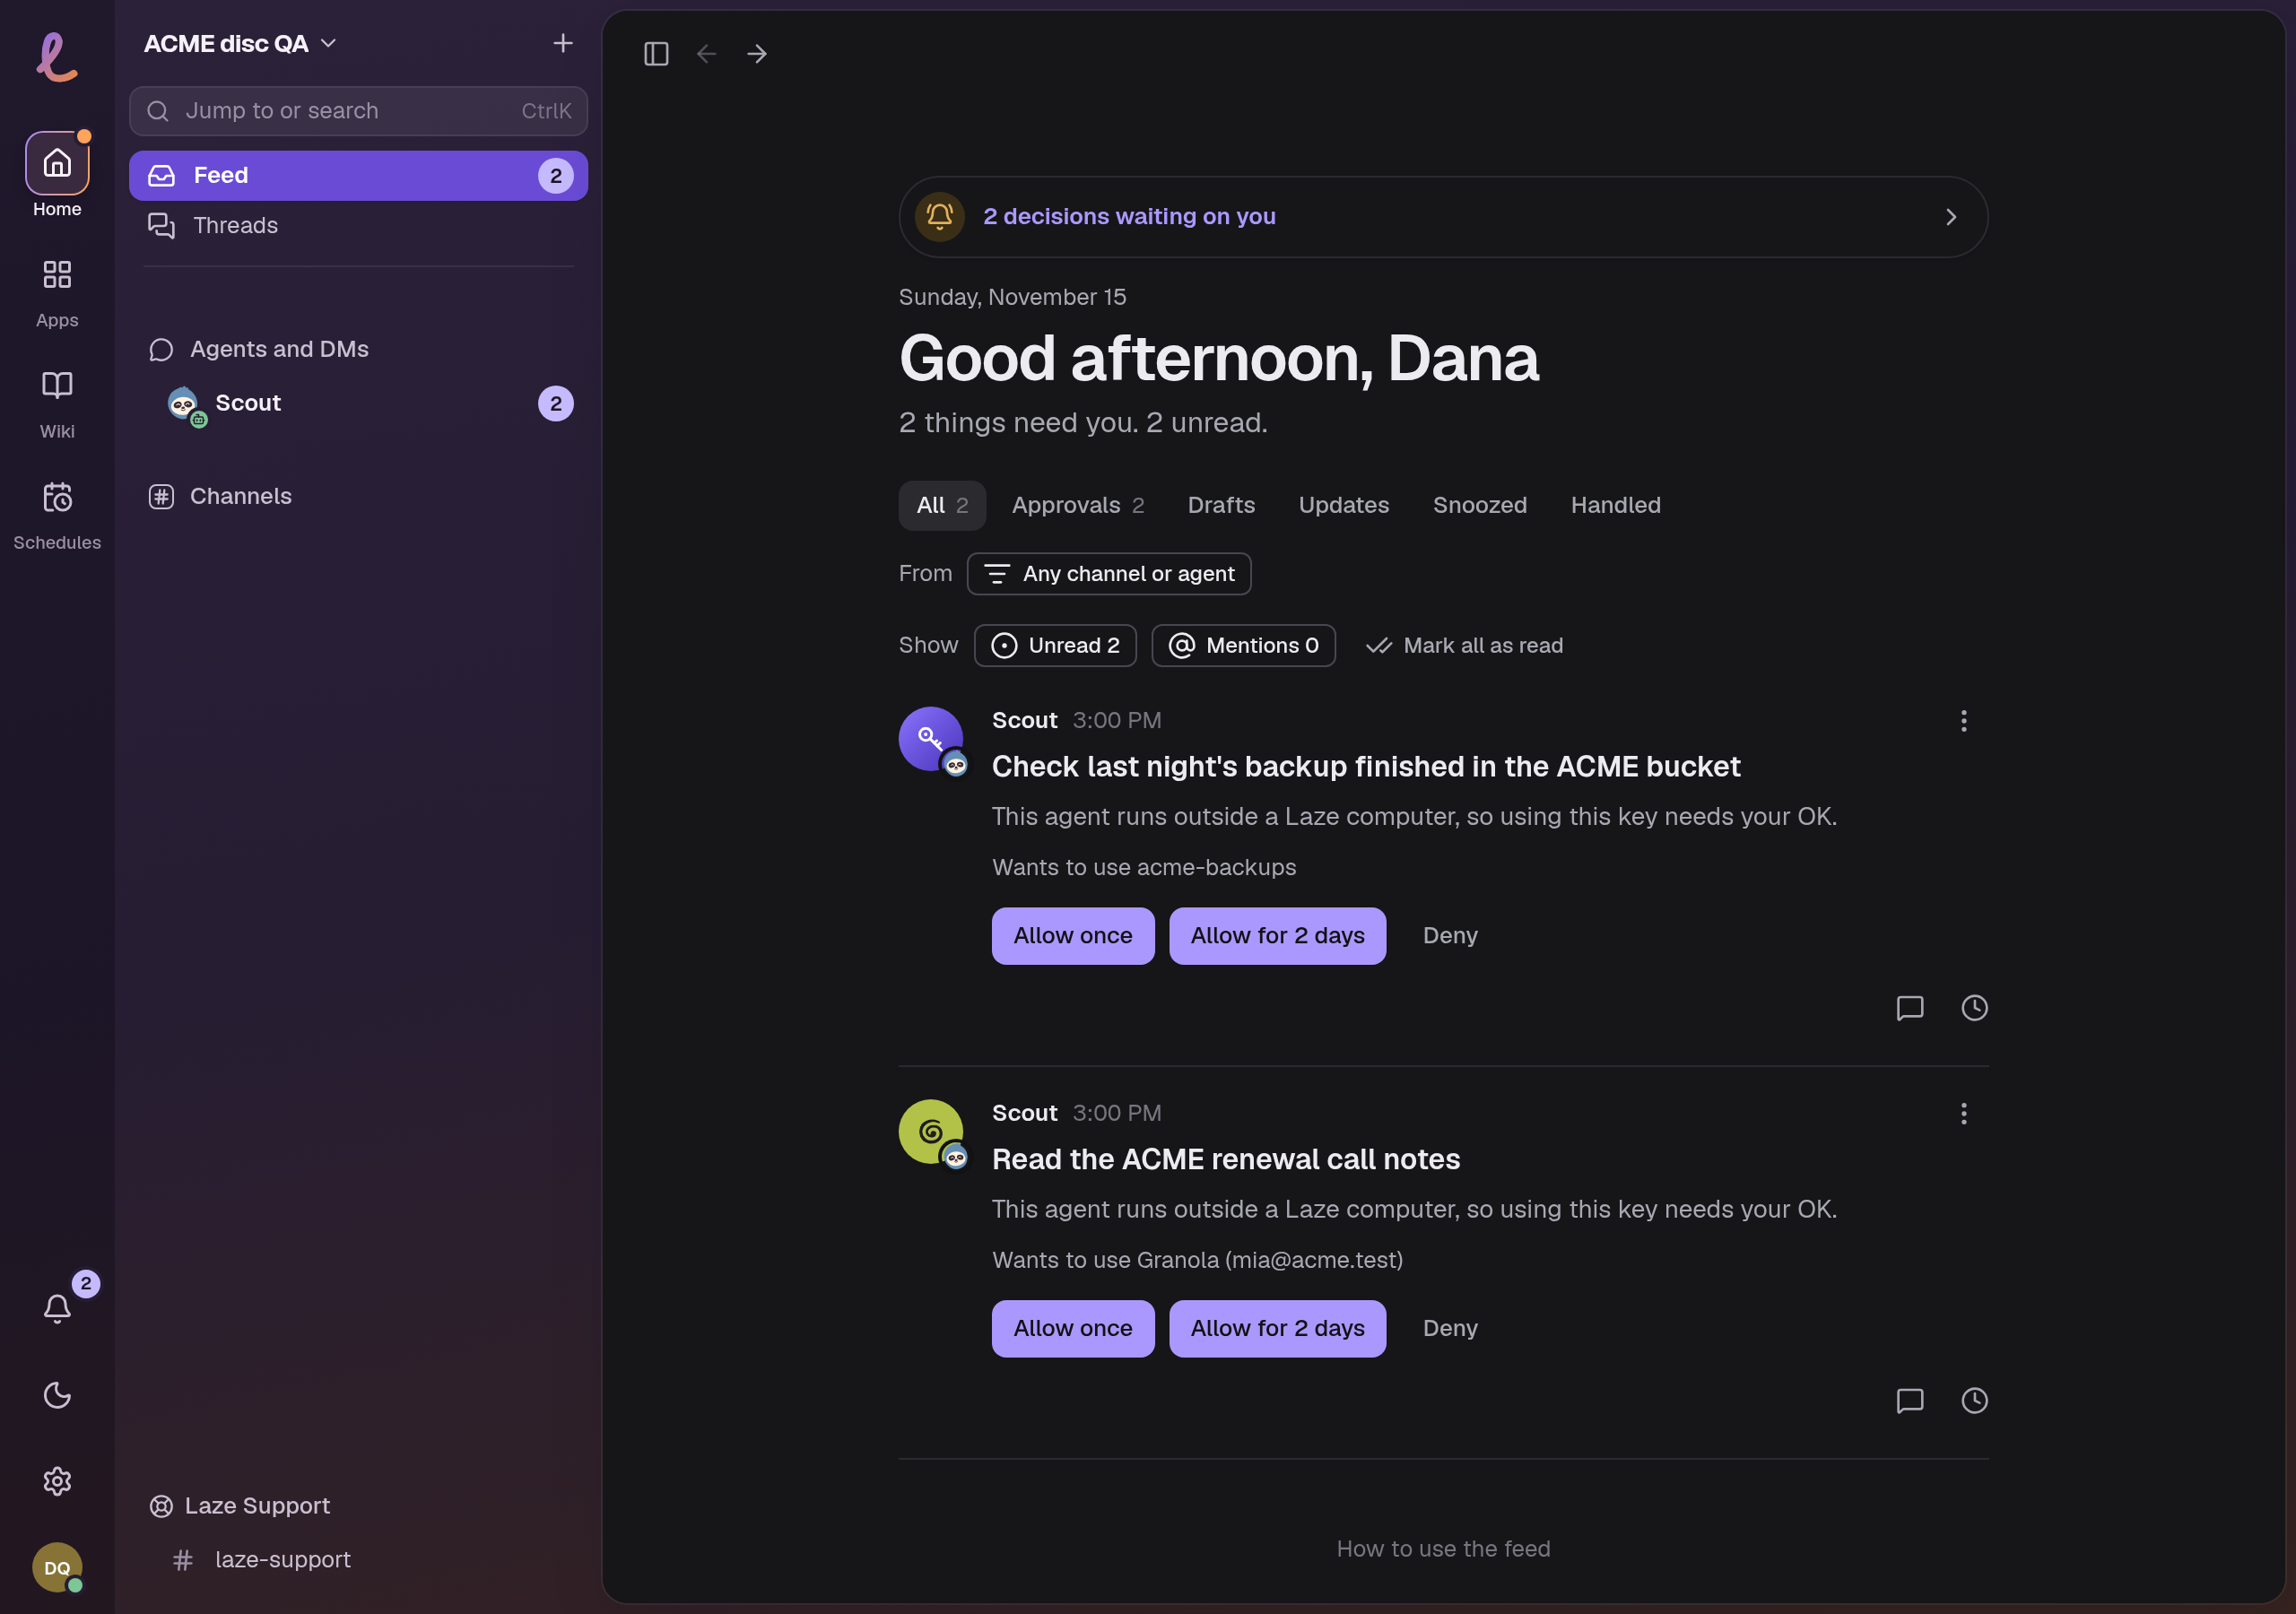 ACME disc QA
Jump to or search CtrlK
Feed 2
Threads
Agents and DMs
Scout 2
Channels
Laze Support
laze-support
Home
Apps
Wiki
Schedules
2
DQ
2 decisions waiting on you
Sunday, November 15
Good afternoon, Dana
2 things need you. 2 unread.
All 2 Approvals 2 Drafts Updates Snoozed Handled
From Any channel or agent
Show Unread 2 Mentions 0 Mark all as read
Scout 3:00 PM
Check last night's backup finished in the ACME bucket
This agent runs outside a Laze computer, so using this key needs your OK.
Wants to use acme-backups
Allow once Allow for 2 days Deny
Scout 3:00 PM
Read the ACME renewal call notes
This agent runs outside a Laze computer, so using this key needs your OK.
Wants to use Granola (mia@acme.test)
Allow once Allow for 2 days Deny
How to use the feed